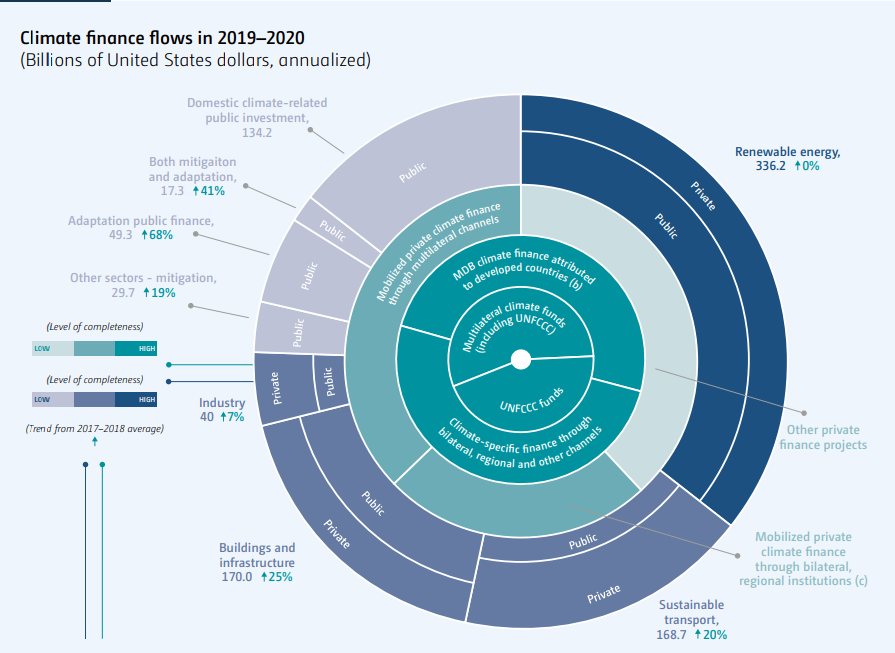 Climate finance flows in 2019–2020
(Billions of United States dollars, annualized)
Domestic climate-related
public investment,
134.2
Both mitigaiton
and adaptation,
17.3 ↑41%
Adaptation public finance,
49.3 ↑68%
Other sectors – mitigation,
29.7 ↑19%
(Level of completeness)
LOW HIGH
(Level of completeness)
LOW HIGH
(Trend from 2017–2018 average)
↑
Industry
40 ↑7%
Buildings and
infrastructure
170.0 ↑25%
Sustainable
transport,
168.7 ↑20%
Renewable energy,
336.2 ↑0%
Other private
finance projects
Mobilized private
climate finance
through bilateral,
regional institutions (c)
Public
Public
Public
Public
Private
Public
Private
Public
Private
Public
Private
Public
Mobilized private climate finance
through multilateral channels
MDB climate finance attributed
to developed countries (b)
Multilateral climate funds
(including UNFCCC)
UNFCCC funds
Climate-specific finance through
bilateral, regional and other channels